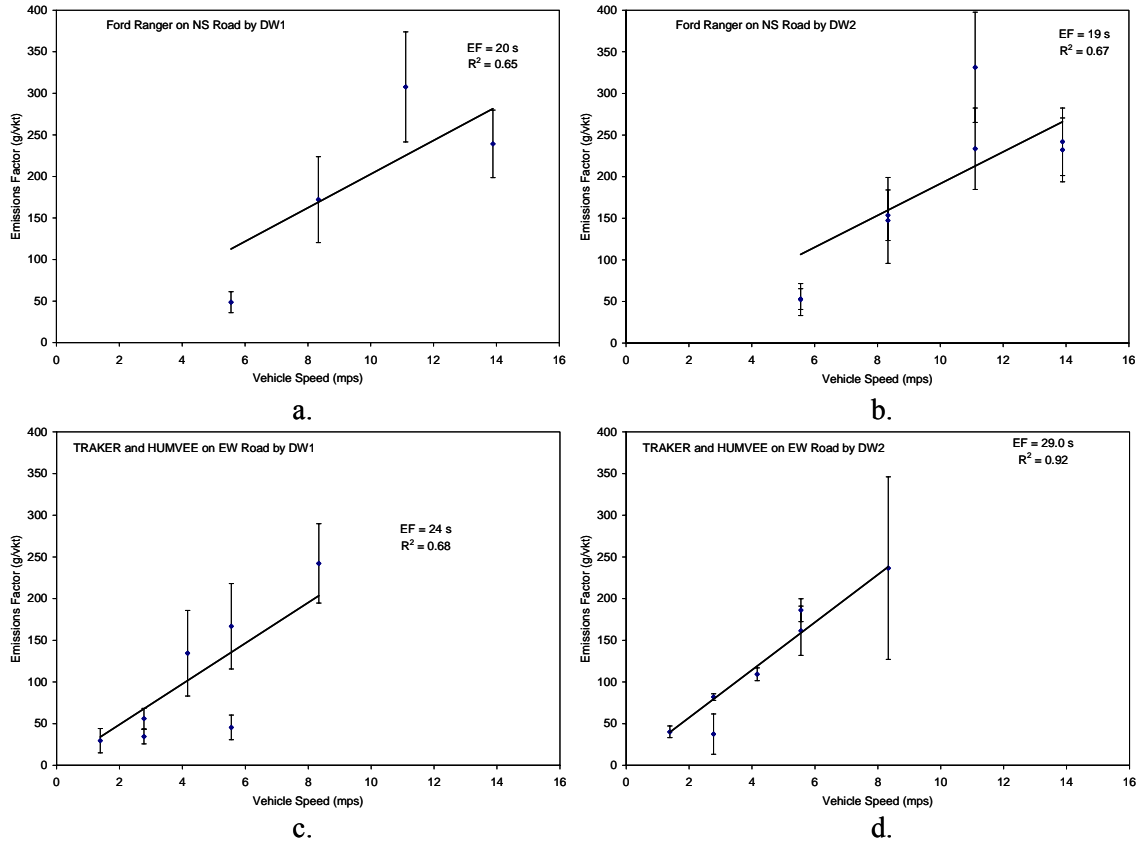 Ford Ranger on NS Road by DW1
EF = 20 s
R² = 0.65
400
350
300
250
200
150
100
50
0
Emissions Factor (g/vkt)
0 2 4 6 8 10 12 14 16
Vehicle Speed (mps)
a.
Ford Ranger on NS Road by DW2
EF = 19 s
R² = 0.67
400
350
300
250
200
150
100
50
0
Emissions Factor (g/vkt)
0 2 4 6 8 10 12 14 16
Vehicle Speed (mps)
b.
TRAKER and HUMVEE on EW Road by DW1
EF = 24 s
R² = 0.68
400
350
300
250
200
150
100
50
0
Emissions Factor (g/vkt)
0 2 4 6 8 10 12 14 16
Vehicle Speed (mps)
c.
TRAKER and HUMVEE on EW Road by DW2
EF = 29.0 s
R² = 0.92
400
350
300
250
200
150
100
50
0
Emissions Factor (g/vkt)
0 2 4 6 8 10 12 14 16
Vehicle Speed (mps)
d.